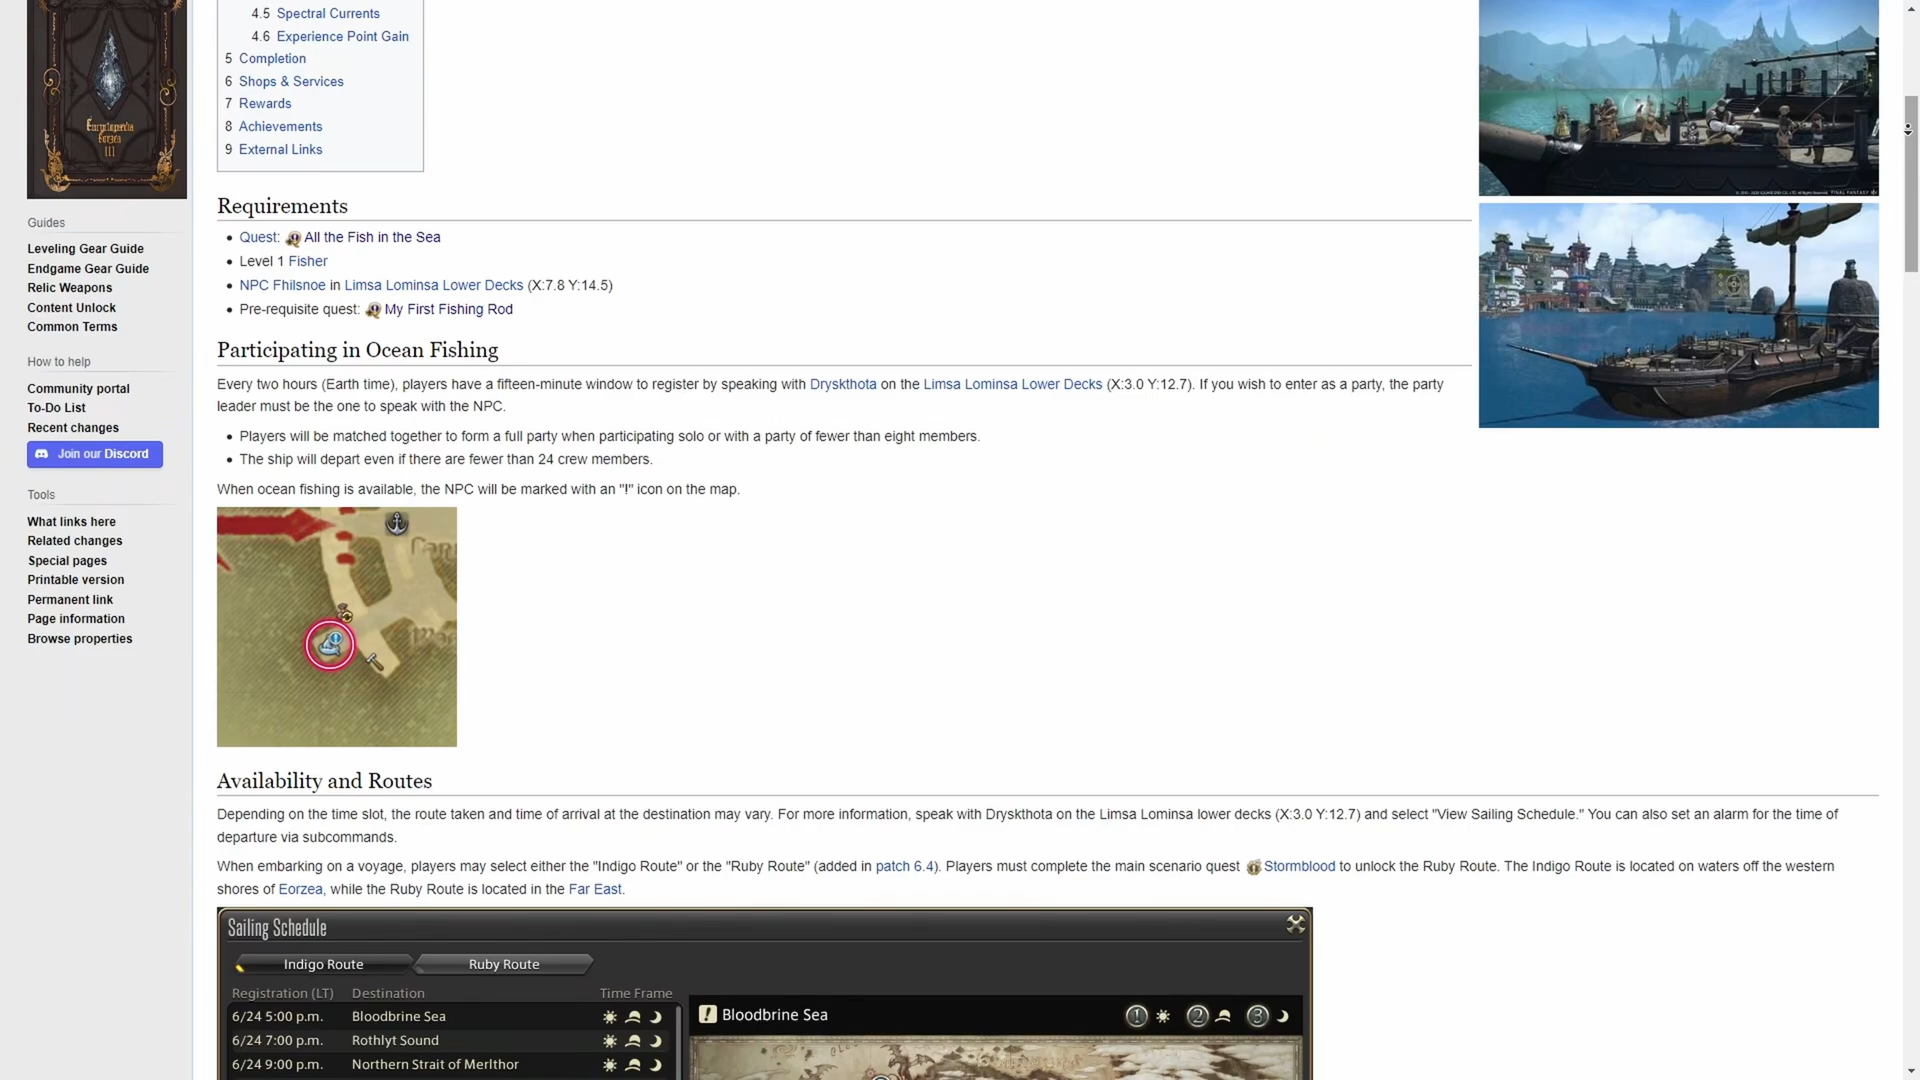 4.5 Spectral Currents
4.6 Experience Point Gain
5 Completion
6 Shops & Services
7 Rewards
8 Achievements
9 External Links
Encyclopædia
Eorzea
III
Guides
Leveling Gear Guide
Endgame Gear Guide
Relic Weapons
Content Unlock
Common Terms
How to help
Community portal
To-Do List
Recent changes
Join our Discord
Tools
What links here
Related changes
Special pages
Printable version
Permanent link
Page information
Browse properties
Requirements
• Quest: All the Fish in the Sea
• Level 1 Fisher
• NPC Fhilsnoe in Limsa Lominsa Lower Decks (X:7.8 Y:14.5)
• Pre-requisite quest: My First Fishing Rod
Participating in Ocean Fishing
Every two hours (Earth time), players have a fifteen-minute window to register by speaking with Dryskthota on the Limsa Lominsa Lower Decks (X:3.0 Y:12.7). If you wish to enter as a party, the party
leader must be the one to speak with the NPC.
• Players will be matched together to form a full party when participating solo or with a party of fewer than eight members.
• The ship will depart even if there are fewer than 24 crew members.
When ocean fishing is available, the NPC will be marked with an "!" icon on the map.
Availability and Routes
Depending on the time slot, the route taken and time of arrival at the destination may vary. For more information, speak with Dryskthota on the Limsa Lominsa lower decks (X:3.0 Y:12.7) and select "View Sailing Schedule." You can also set an alarm for the time of
departure via subcommands.
When embarking on a voyage, players may select either the "Indigo Route" or the "Ruby Route" (added in patch 6.4). Players must complete the main scenario quest Stormblood to unlock the Ruby Route. The Indigo Route is located on waters off the western
shores of Eorzea, while the Ruby Route is located in the Far East.
Sailing Schedule
Indigo Route Ruby Route
Registration (LT) Destination Time Frame
6/24 5:00 p.m. Bloodbrine Sea
6/24 7:00 p.m. Rothlyt Sound
6/24 9:00 p.m. Northern Strait of Merlthor
! Bloodbrine Sea 1 2 3